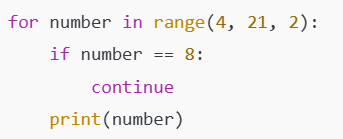 for number in range(4, 21, 2):
    if number == 8:
        continue
    print(number)